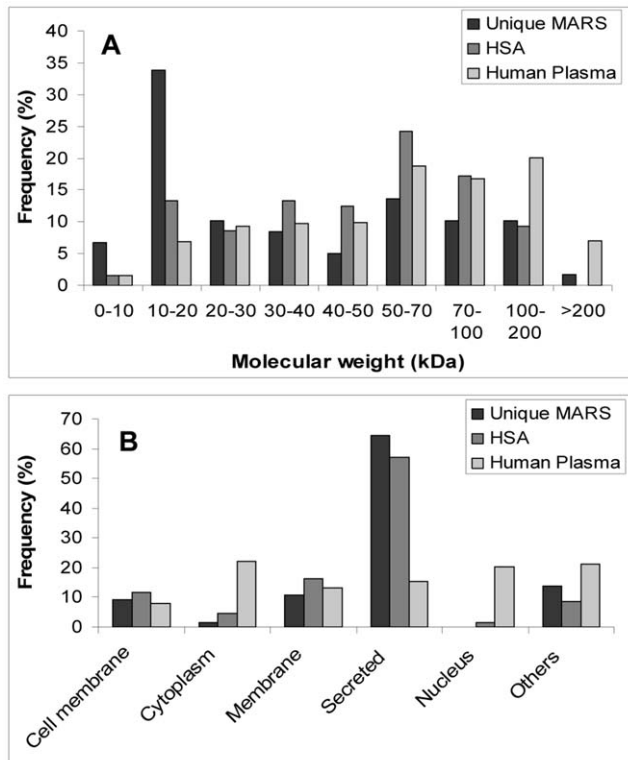 A
Unique MARS
HSA
Human Plasma
Frequency (%)
40
35
30
25
20
15
10
5
0
0-10 10-20 20-30 30-40 40-50 50-70 70-100 100-200 >200
Molecular weight (kDa)
B
Unique MARS
HSA
Human Plasma
Frequency (%)
70
60
50
40
30
20
10
0
Cell membrane
Cytoplasm
Membrane
Secreted
Nucleus
Others